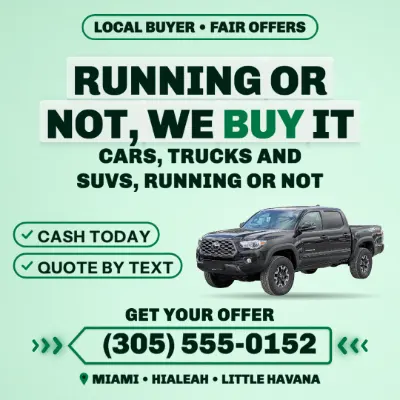 LOCAL BUYER • FAIR OFFERS
RUNNING OR
NOT, WE BUY IT
CARS, TRUCKS AND
SUVS, RUNNING OR NOT
CASH TODAY
QUOTE BY TEXT
GET YOUR OFFER
(305) 555-0152
MIAMI • HIALEAH • LITTLE HAVANA